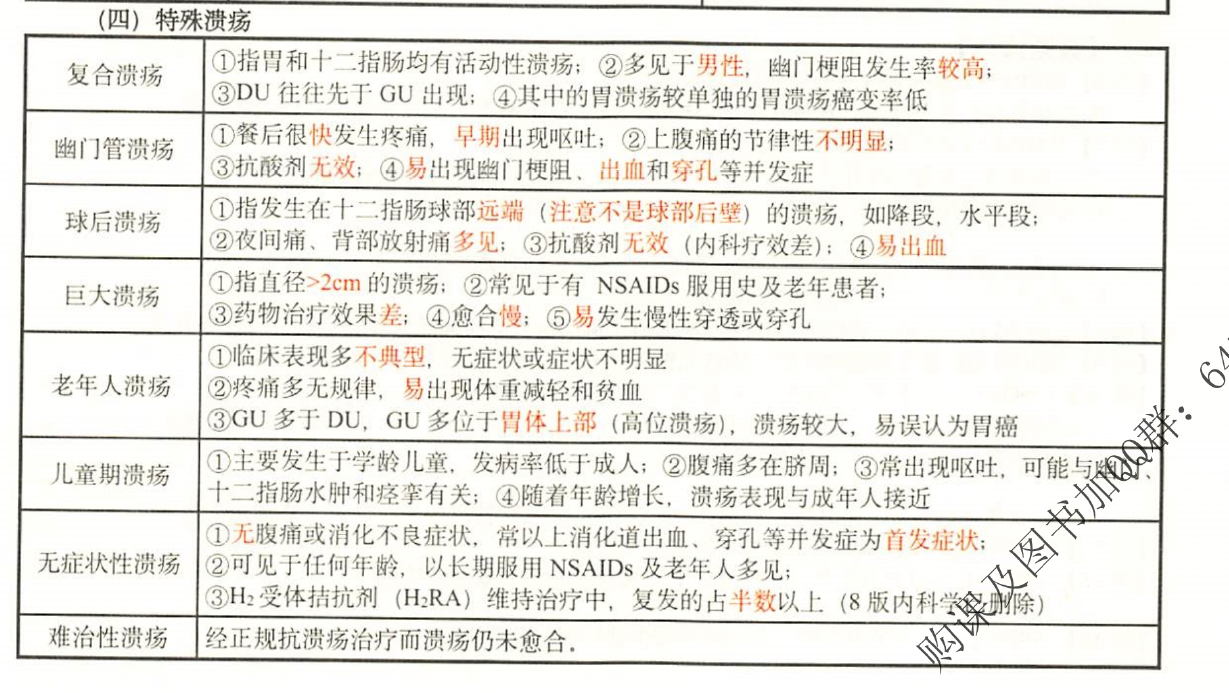 （四）特殊溃疡
复合溃疡
①指胃和十二指肠均有活动性溃疡；②多见于男性，幽门梗阻发生率较高；
③DU 往往先于 GU 出现；④其中的胃溃疡较单独的胃溃疡癌变率低
幽门管溃疡
①餐后很快发生疼痛，早期出现呕吐；②上腹痛的节律性不明显；
③抗酸剂无效；④易出现幽门梗阻、出血和穿孔等并发症
球后溃疡
①指发生在十二指肠球部远端（注意不是球部后壁）的溃疡，如降段，水平段；
②夜间痛、背部放射痛多见；③抗酸剂无效（内科疗效差）；④易出血
巨大溃疡
①指直径>2cm 的溃疡；②常见于有 NSAIDs 服用史及老年患者；
③药物治疗效果差；④愈合慢；⑤易发生慢性穿透或穿孔
老年人溃疡
①临床表现多不典型，无症状或症状不明显
②疼痛多无规律，易出现体重减轻和贫血
③GU 多于 DU，GU 多位于胃体上部（高位溃疡），溃疡较大，易误认为胃癌
儿童期溃疡
①主要发生于学龄儿童，发病率低于成人；②腹痛多在脐周；③常出现呕吐，可能与幽门、
十二指肠水肿和痉挛有关；④随着年龄增长，溃疡表现与成年人接近
无症状性溃疡
①无腹痛或消化不良症状，常以上消化道出血、穿孔等并发症为首发症状；
②可见于任何年龄，以长期服用 NSAIDs 及老年人多见；
③H₂受体拮抗剂（H₂RA）维持治疗中，复发的占半数以上（8 版内科学删除）
难治性溃疡
经正规抗溃疡治疗而溃疡仍未愈合。
购课及图书加QQ群：64